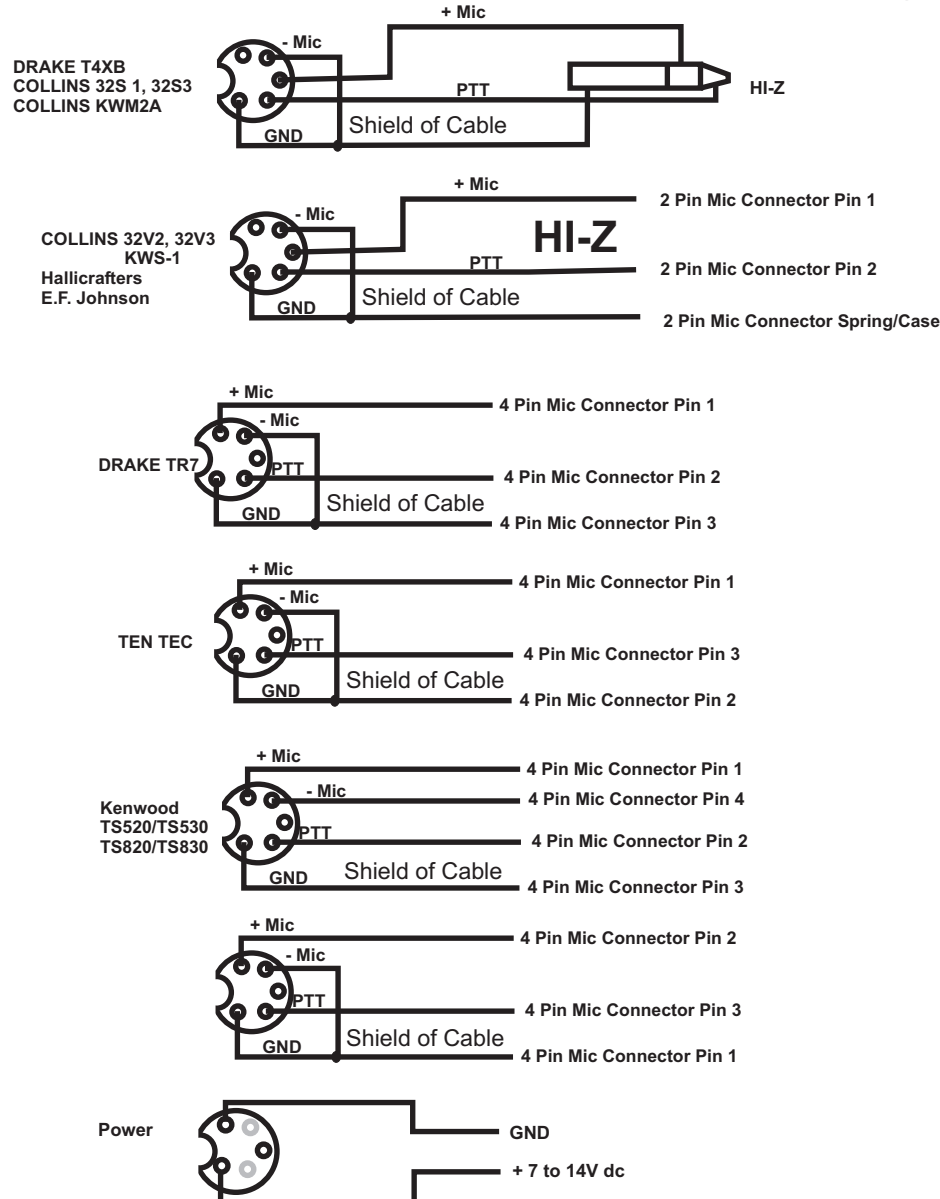 + Mic
- Mic
DRAKE T4XB
COLLINS 32S 1, 32S3
COLLINS KWM2A
PTT
HI-Z
GND
Shield of Cable
+ Mic
- Mic
2 Pin Mic Connector Pin 1
COLLINS 32V2, 32V3
KWS-1
Hallicrafters
E.F. Johnson
HI-Z
PTT
2 Pin Mic Connector Pin 2
GND
Shield of Cable
2 Pin Mic Connector Spring/Case
+ Mic
4 Pin Mic Connector Pin 1
- Mic
DRAKE TR7
PTT
4 Pin Mic Connector Pin 2
Shield of Cable
GND
4 Pin Mic Connector Pin 3
+ Mic
4 Pin Mic Connector Pin 1
- Mic
TEN TEC
PTT
4 Pin Mic Connector Pin 3
Shield of Cable
GND
4 Pin Mic Connector Pin 2
+ Mic
4 Pin Mic Connector Pin 1
- Mic
4 Pin Mic Connector Pin 4
Kenwood
TS520/TS530
TS820/TS830
PTT
4 Pin Mic Connector Pin 2
Shield of Cable
GND
4 Pin Mic Connector Pin 3
+ Mic
4 Pin Mic Connector Pin 2
- Mic
PTT
4 Pin Mic Connector Pin 3
Shield of Cable
GND
4 Pin Mic Connector Pin 1
Power
GND
+ 7 to 14V dc